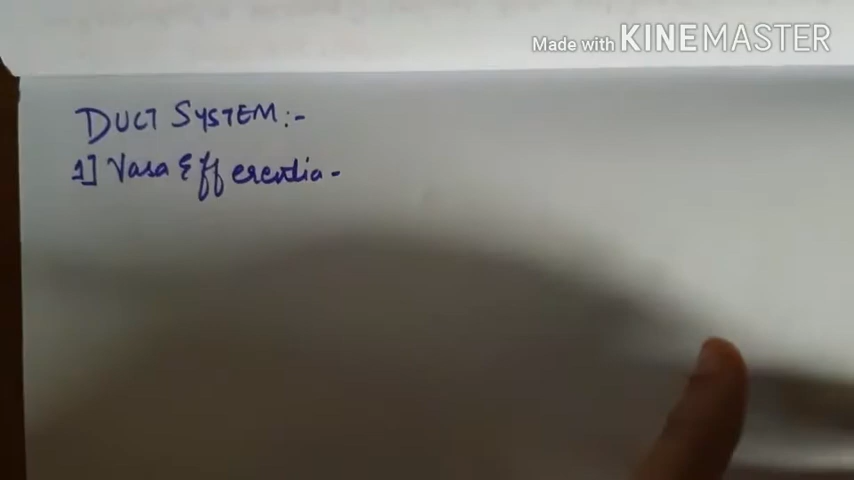 Made with KINEMASTER
DUCT SYSTEM:-
1] Vasa Efferentia -